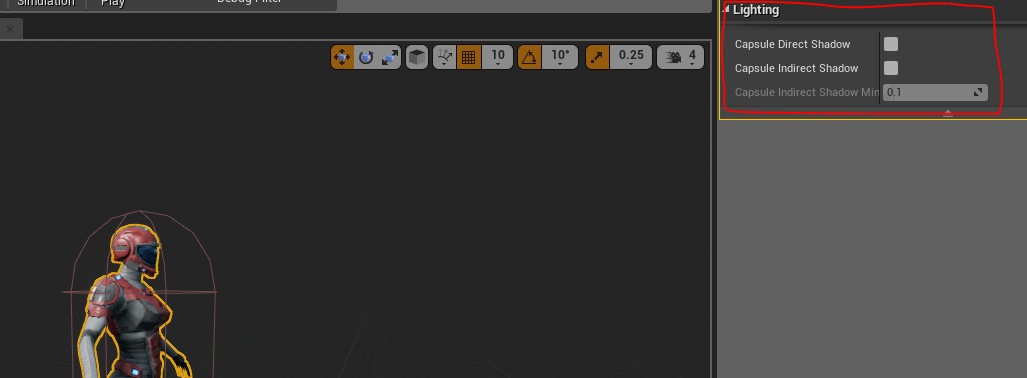 Simulation
Play
Debug Filter
10
10°
0.25
4
Lighting
Capsule Direct Shadow
Capsule Indirect Shadow
Capsule Indirect Shadow Min
0.1